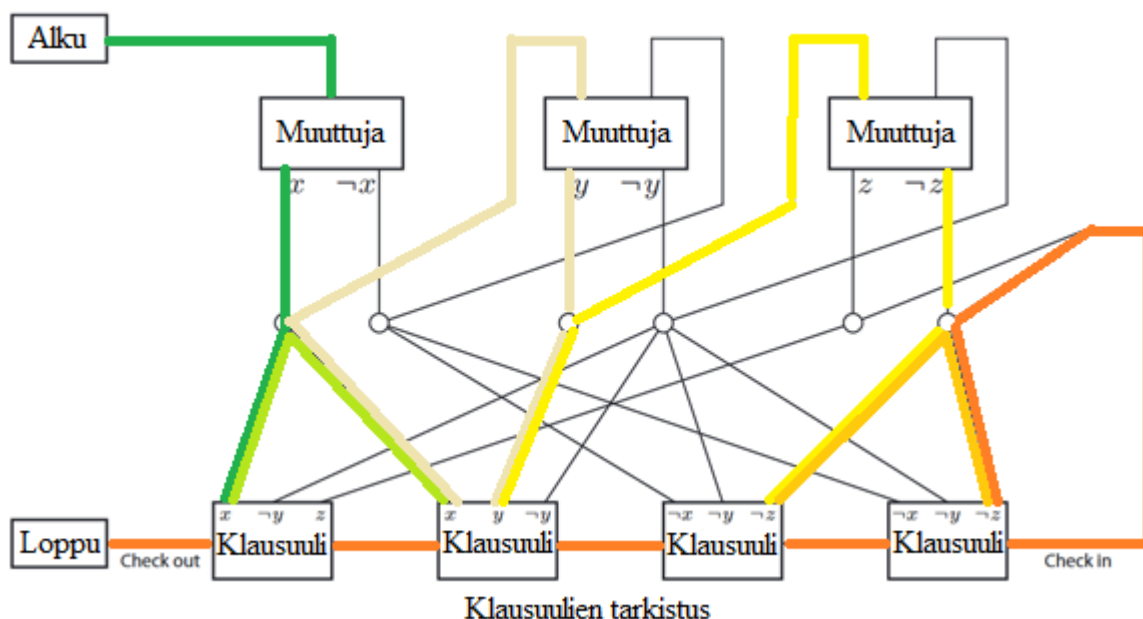 Alku
Muuttuja Muuttuja Muuttuja
x ¬x y ¬y z ¬z
x ¬y z x y ¬y ¬x ¬y ¬z ¬x ¬y ¬z
Loppu Klausuuli Klausuuli Klausuuli Klausuuli
Check out Check In
Klausuulien tarkistus